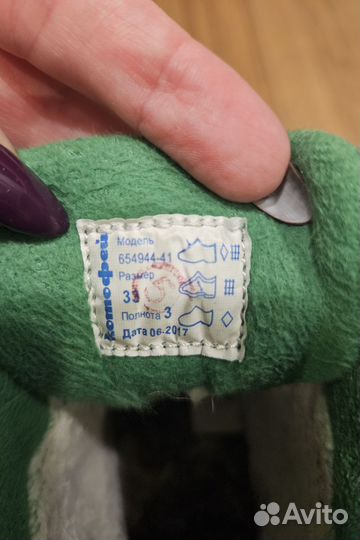 котофей
Модель
654944-41
Размер
33
Полнота 3
Дата 06-2017
Avito